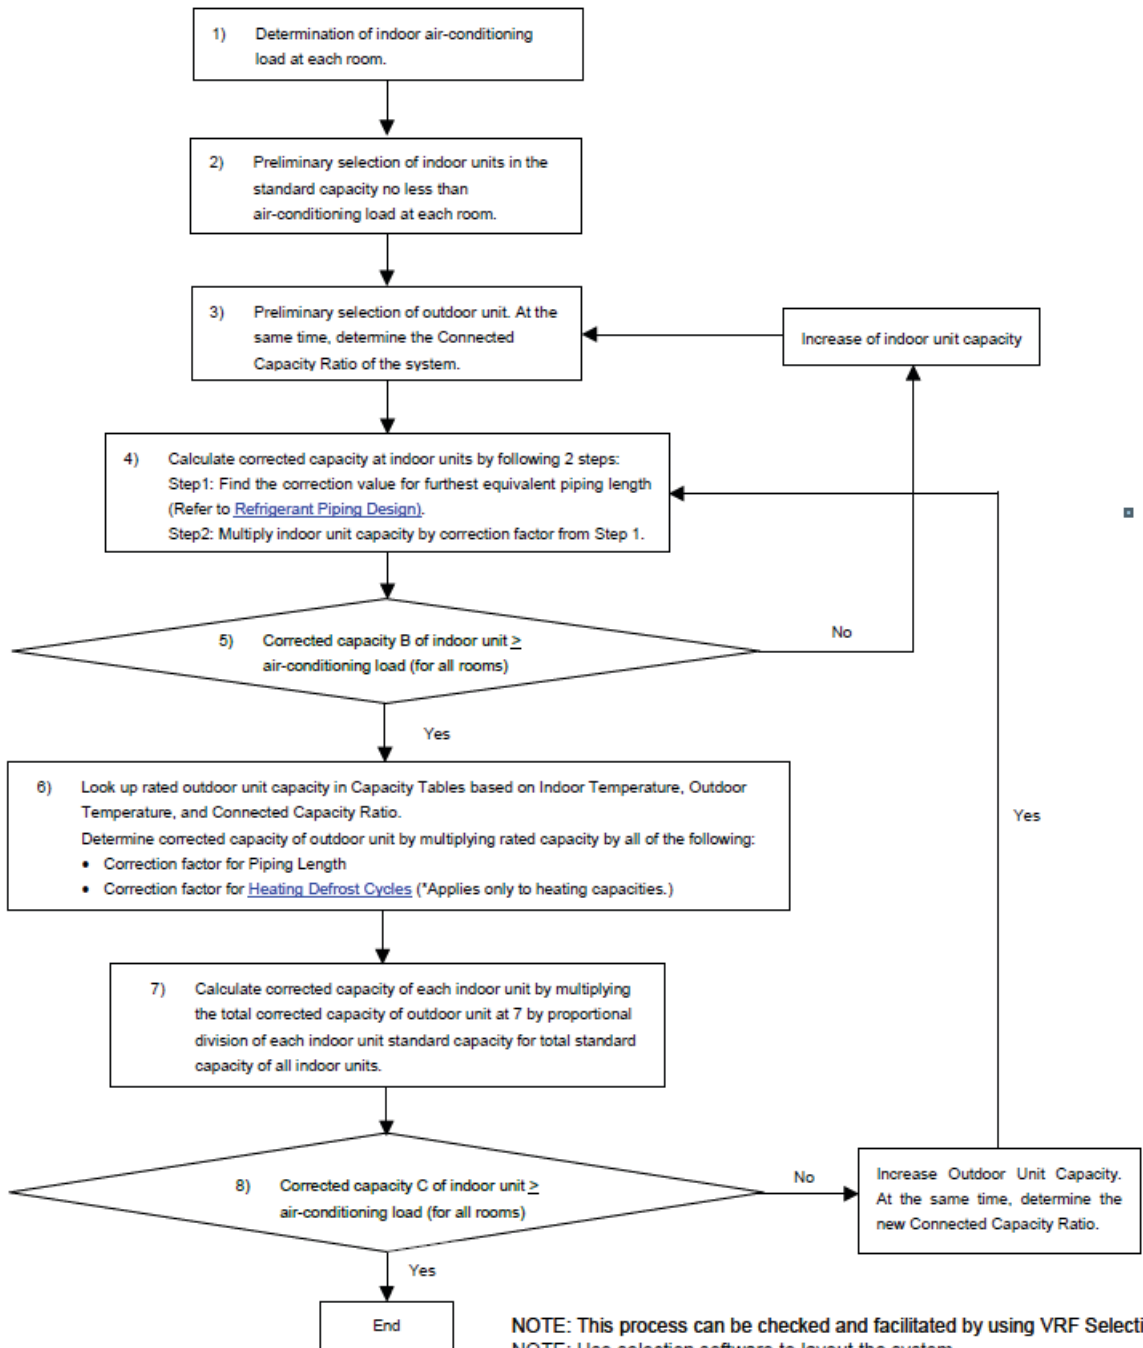 1) Determination of indoor air-conditioning
load at each room.
2) Preliminary selection of indoor units in the
standard capacity no less than
air-conditioning load at each room.
3) Preliminary selection of outdoor unit. At the
same time, determine the Connected
Capacity Ratio of the system.
Increase of indoor unit capacity
4) Calculate corrected capacity at indoor units by following 2 steps:
Step1: Find the correction value for furthest equivalent piping length
(Refer to Refrigerant Piping Design).
Step2: Multiply indoor unit capacity by correction factor from Step 1.
5) Corrected capacity B of indoor unit ≥
air-conditioning load (for all rooms)
No
Yes
6) Look up rated outdoor unit capacity in Capacity Tables based on Indoor Temperature, Outdoor
Temperature, and Connected Capacity Ratio.
Determine corrected capacity of outdoor unit by multiplying rated capacity by all of the following:
• Correction factor for Piping Length
• Correction factor for Heating Defrost Cycles (*Applies only to heating capacities.)
Yes
7) Calculate corrected capacity of each indoor unit by multiplying
the total corrected capacity of outdoor unit at 7 by proportional
division of each indoor unit standard capacity for total standard
capacity of all indoor units.
8) Corrected capacity C of indoor unit ≥
air-conditioning load (for all rooms)
No
Increase Outdoor Unit Capacity.
At the same time, determine the
new Connected Capacity Ratio.
Yes
End
NOTE: This process can be checked and facilitated by using VRF Selecti
NOTE: Use selection software to layout the system